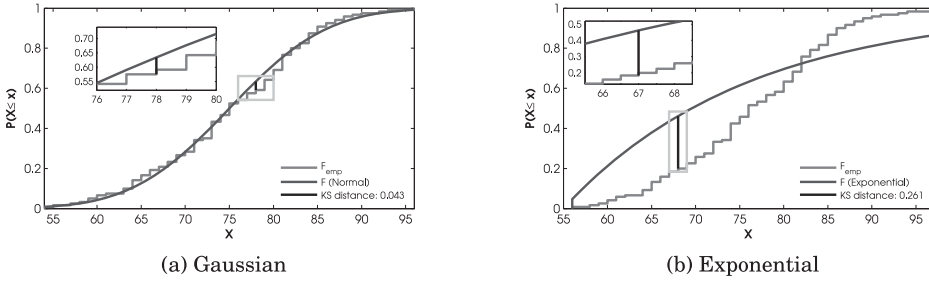 1
0.8
0.6
0.4
0.2
0
P(X≤ x)
0.70
0.65
0.60
0.55
76 77 78 79 80
F_emp
F (Normal)
KS distance: 0.043
55 60 65 70 75 80 85 90 95
X
(a) Gaussian
1
0.8
0.6
0.4
0.2
0
P(X≤ x)
0.5
0.4
0.3
0.2
66 67 68
F_emp
F (Exponential)
KS distance: 0.261
55 60 65 70 75 80 85 90 95
X
(b) Exponential